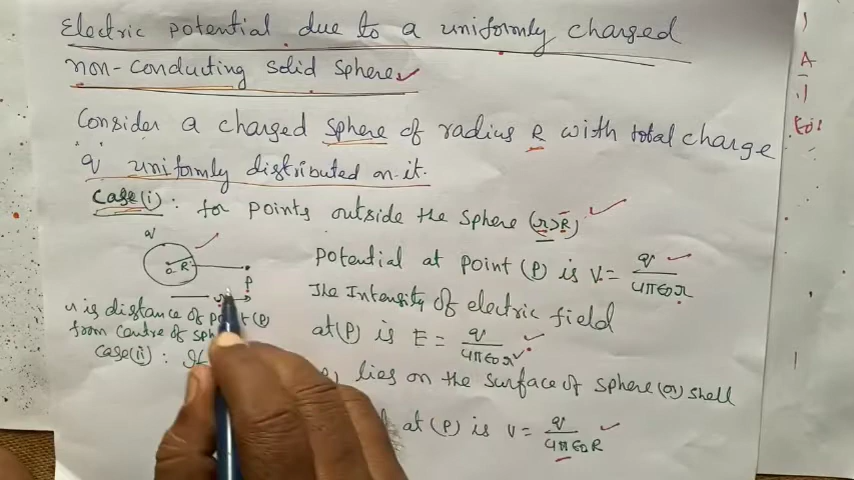 Electric potential due to a uniformly charged
non-conducting solid sphere
Consider a charged sphere of radius R with total charge
'q' uniformly distributed on it.
Case(i): for points outside the sphere (r>R)
q
R
P
r
Potential at point (P) is V = q/4πε0r
The Intensity of electric field
at(P) is E = q/4πε0r
r is distance of point (P)
from centre of
Case(ii): If
lies on the surface of sphere (or) shell
at (P) is V = q/4πε0R
A